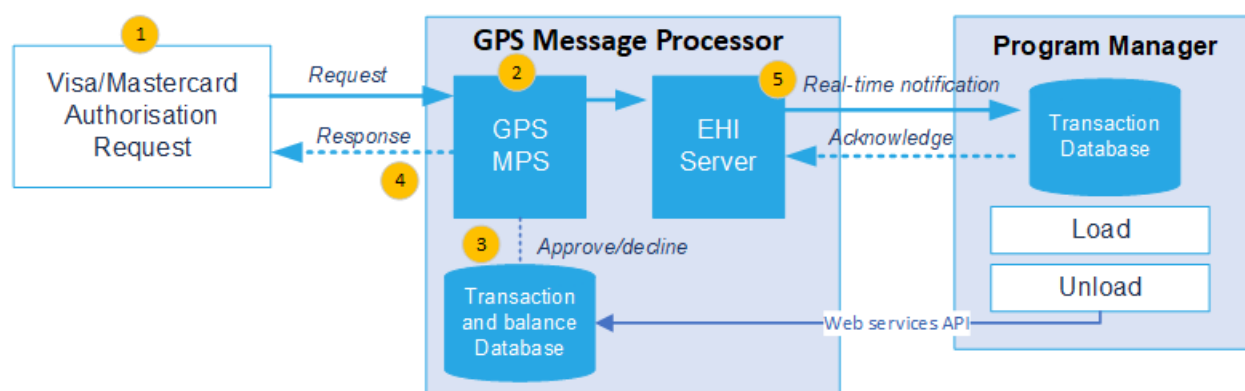 1
Visa/Mastercard
Authorisation
Request
Request
Response
4
GPS Message Processor
2
GPS
MPS
5
EHI
Server
3
Approve/decline
Transaction
and balance
Database
Real-time notification
Acknowledge
Program Manager
Transaction
Database
Load
Unload
Web services API